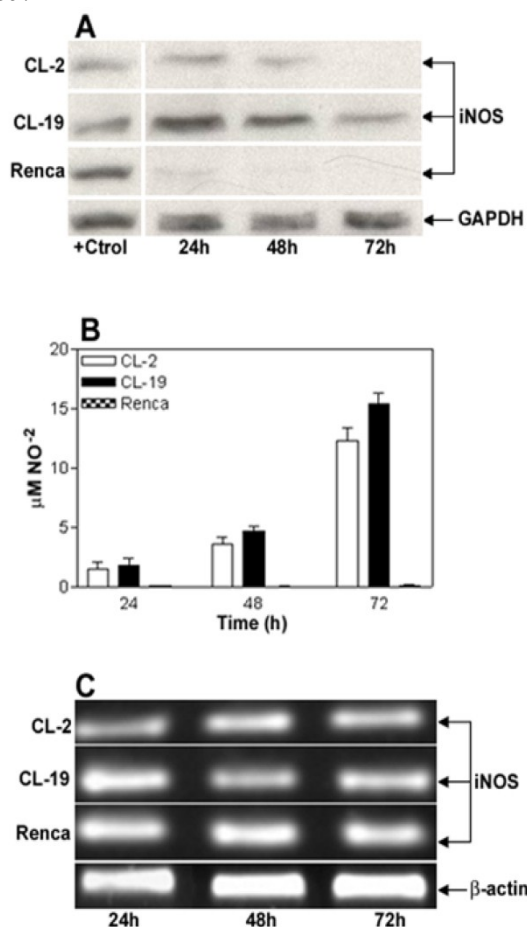 A
CL-2
CL-19
iNOS
Renca
GAPDH
+Ctrol 24h 48h 72h
B
20
CL-2
CL-19
Renca
15
10
5
0
µM NO⁻²
24 48 72
Time (h)
C
CL-2
CL-19
iNOS
Renca
β-actin
24h 48h 72h